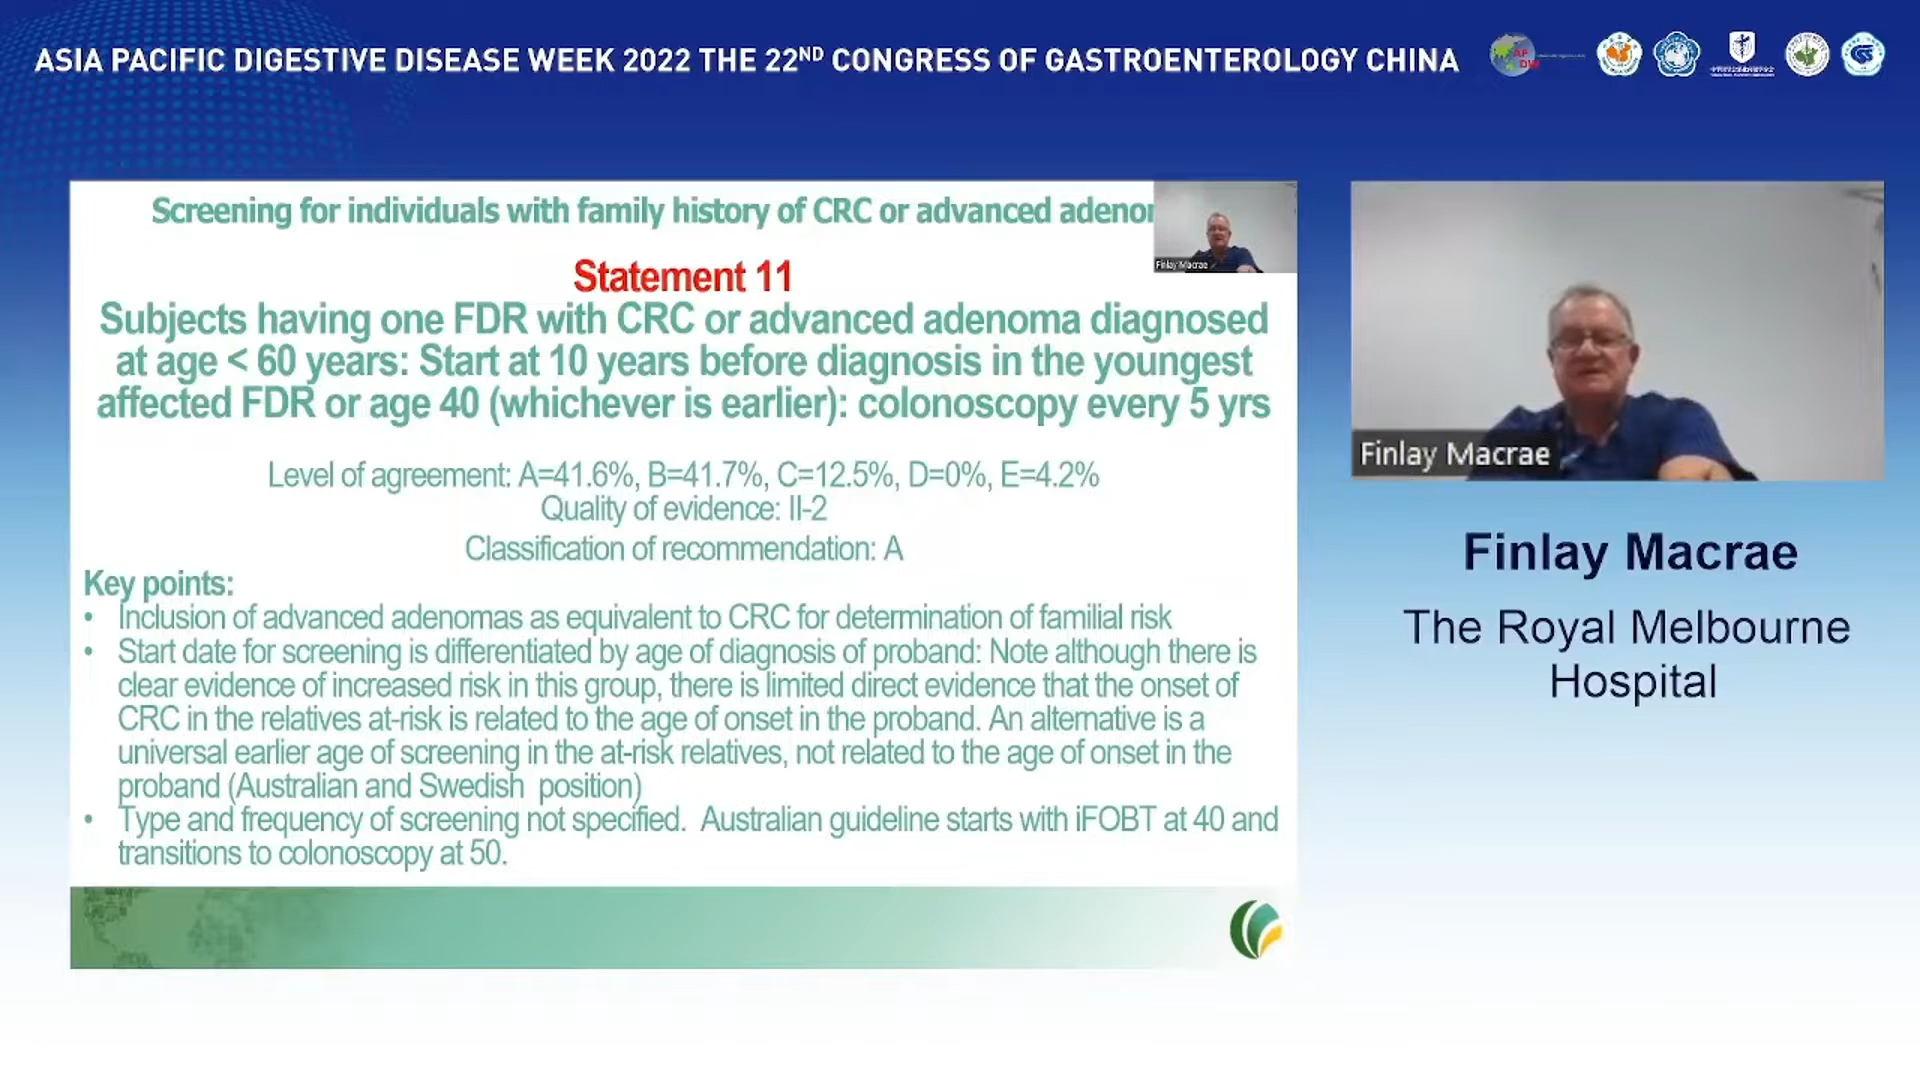 ASIA PACIFIC DIGESTIVE DISEASE WEEK 2022 THE 22ND CONGRESS OF GASTROENTEROLOGY CHINA
Screening for individuals with family history of CRC or advanced
Finlay Macrae
Statement 11
Subjects having one FDR with CRC or advanced adenoma diagnosed
at age < 60 years: Start at 10 years before diagnosis in the youngest
affected FDR or age 40 (whichever is earlier): colonoscopy every 5 yrs
Level of agreement: A=41.6%, B=41.7%, C=12.5%, D=0%, E=4.2%
Quality of evidence: II-2
Classification of recommendation: A
Key points:
• Inclusion of advanced adenomas as equivalent to CRC for determination of familial risk
• Start date for screening is differentiated by age of diagnosis of proband: Note although there is
clear evidence of increased risk in this group, there is limited direct evidence that the onset of
CRC in the relatives at-risk is related to the age of onset in the proband. An alternative is a
universal earlier age of screening in the at-risk relatives, not related to the age of onset in the
proband (Australian and Swedish position)
• Type and frequency of screening not specified. Australian guideline starts with iFOBT at 40 and
transitions to colonoscopy at 50.
Finlay Macrae
Finlay Macrae
The Royal Melbourne
Hospital